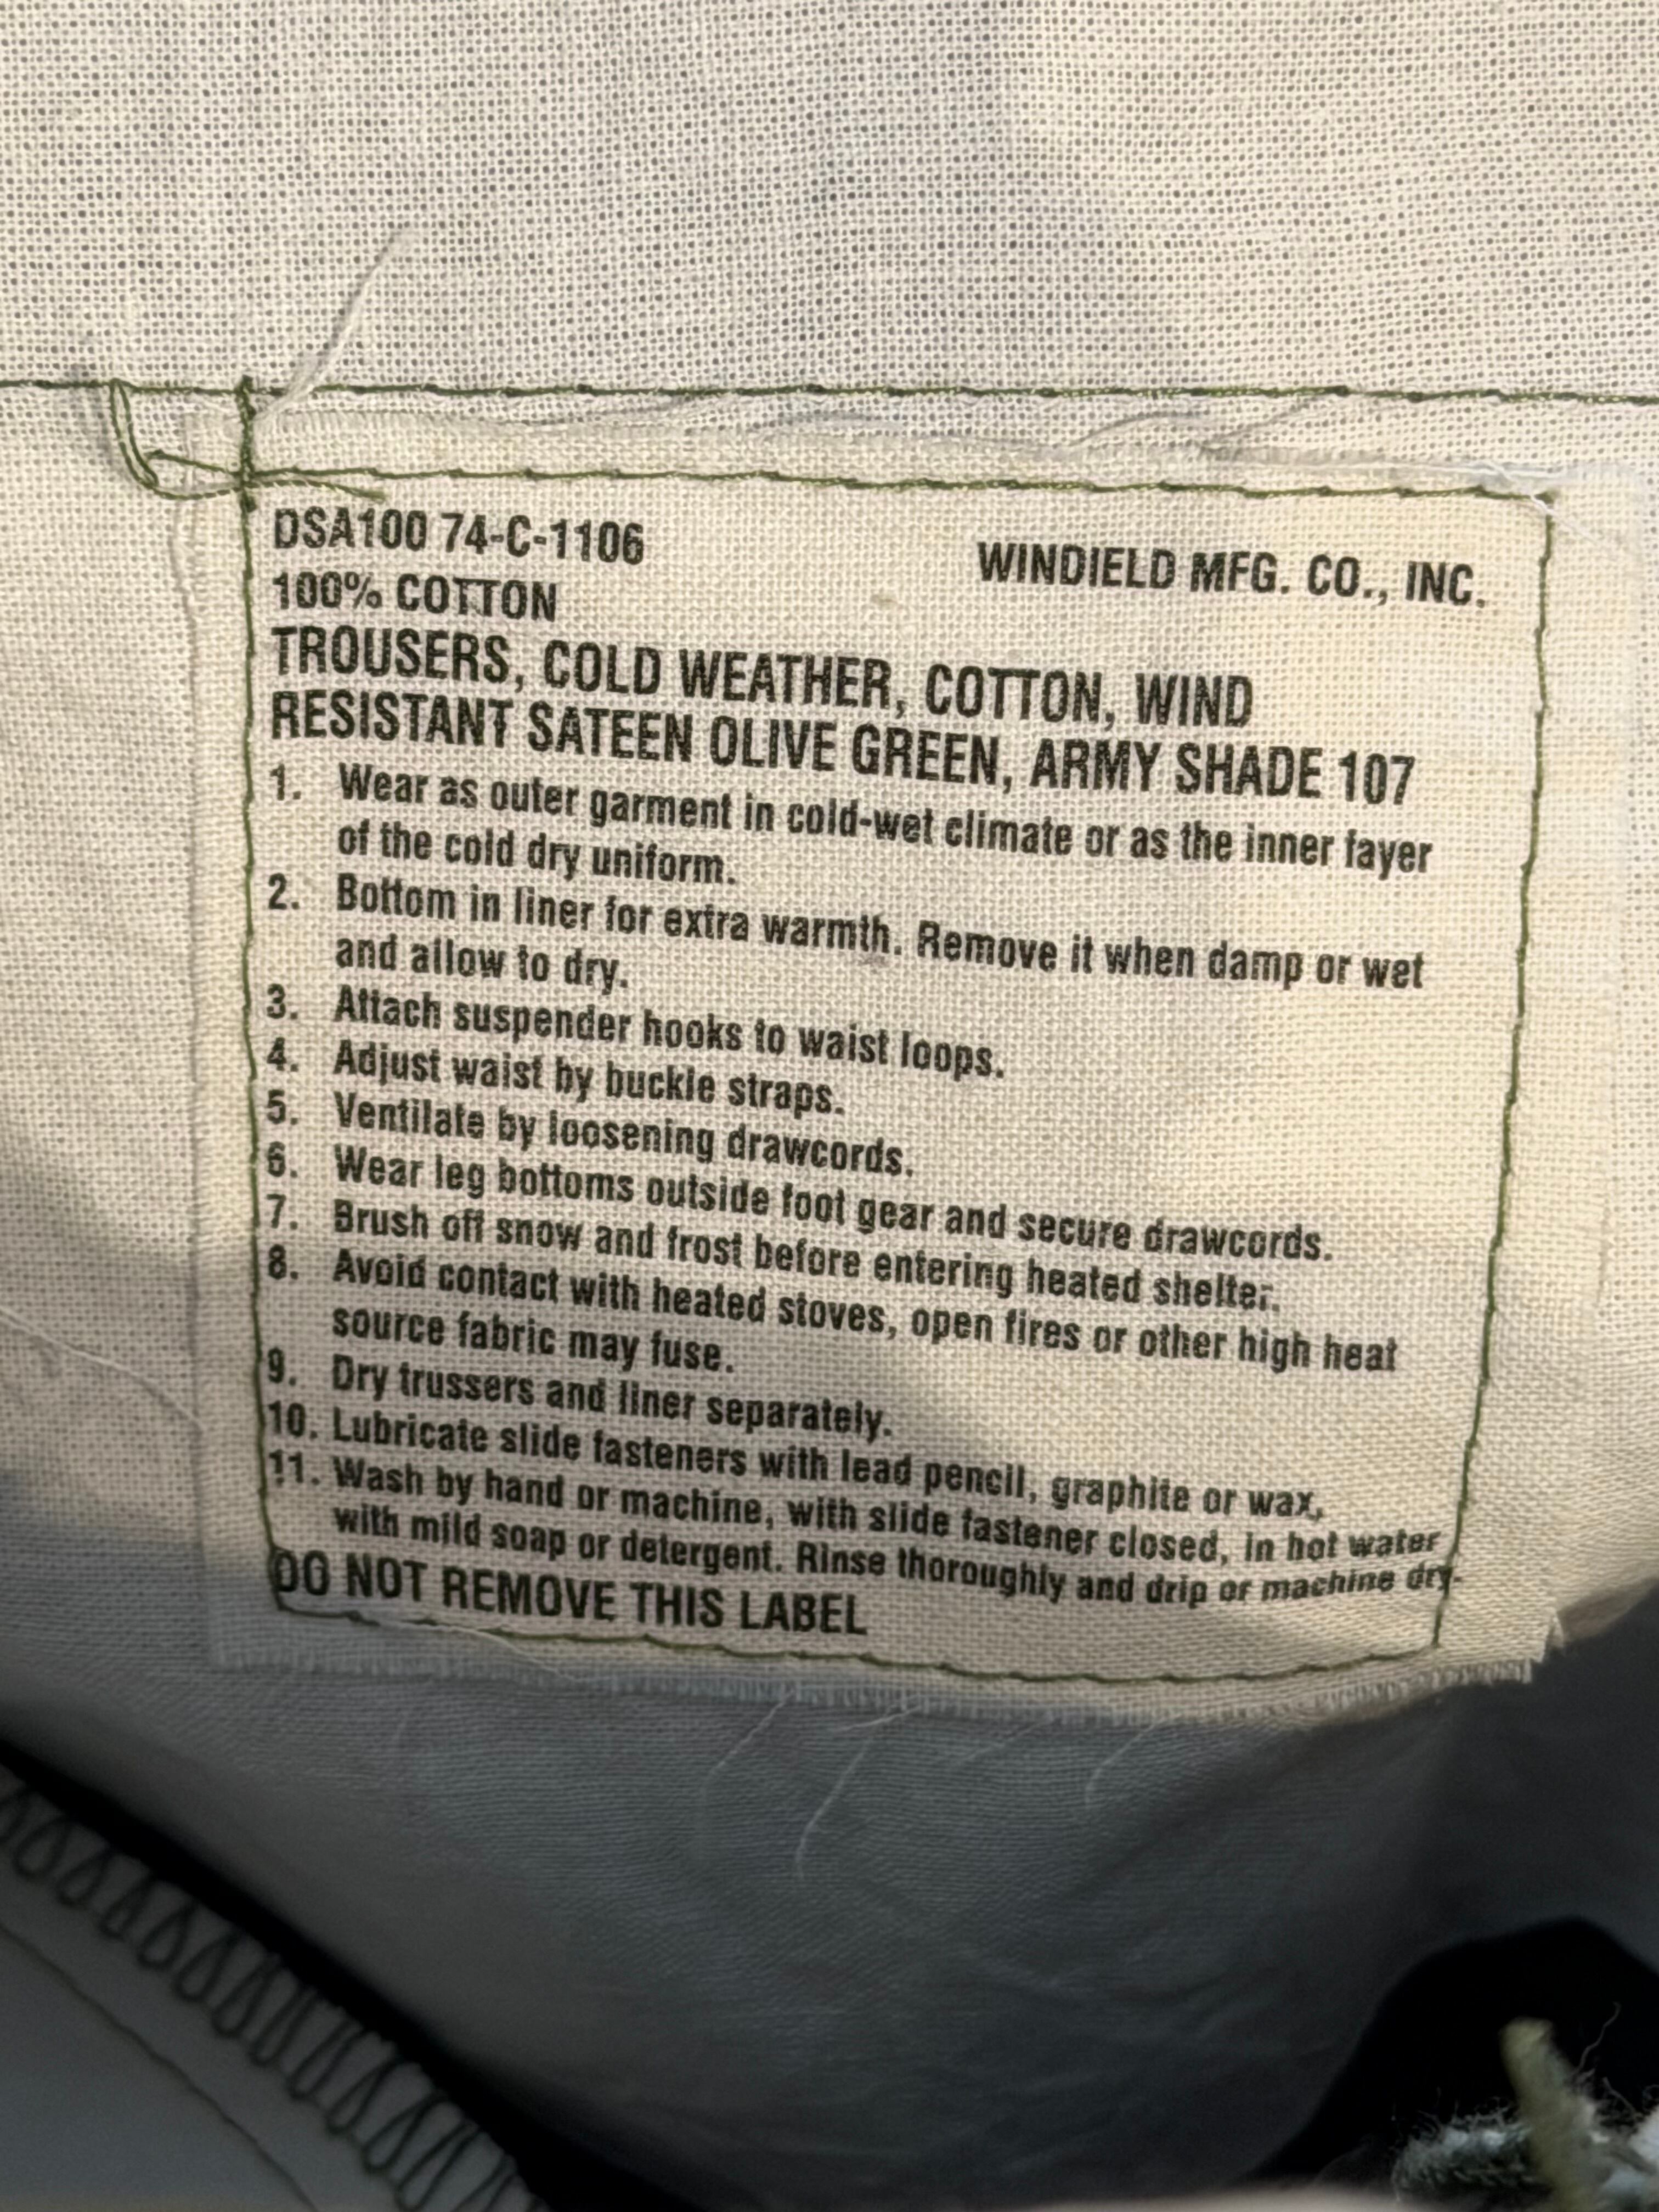 DSA100 74-C-1106
WINDIELD MFG. CO., INC.
100% COTTON
TROUSERS, COLD WEATHER, COTTON, WIND
RESISTANT SATEEN OLIVE GREEN, ARMY SHADE 107
1. Wear as outer garment in cold-wet climate or as the inner layer
of the cold dry uniform.
2. Bottom in liner for extra warmth. Remove it when damp or wet
and allow to dry.
3. Attach suspender hooks to waist loops.
4. Adjust waist by buckle straps.
5. Ventilate by loosening drawcords.
6. Wear leg bottoms outside foot gear and secure drawcords.
7. Brush off snow and frost before entering heated shelter.
8. Avoid contact with heated stoves, open fires or other high heat
source fabric may fuse.
9. Dry trussers and liner separately.
10. Lubricate slide fasteners with lead pencil, graphite or wax,
11. Wash by hand or machine, with slide fastener closed, in hot water
with mild soap or detergent. Rinse thoroughly and drip or machine dry.
DO NOT REMOVE THIS LABEL